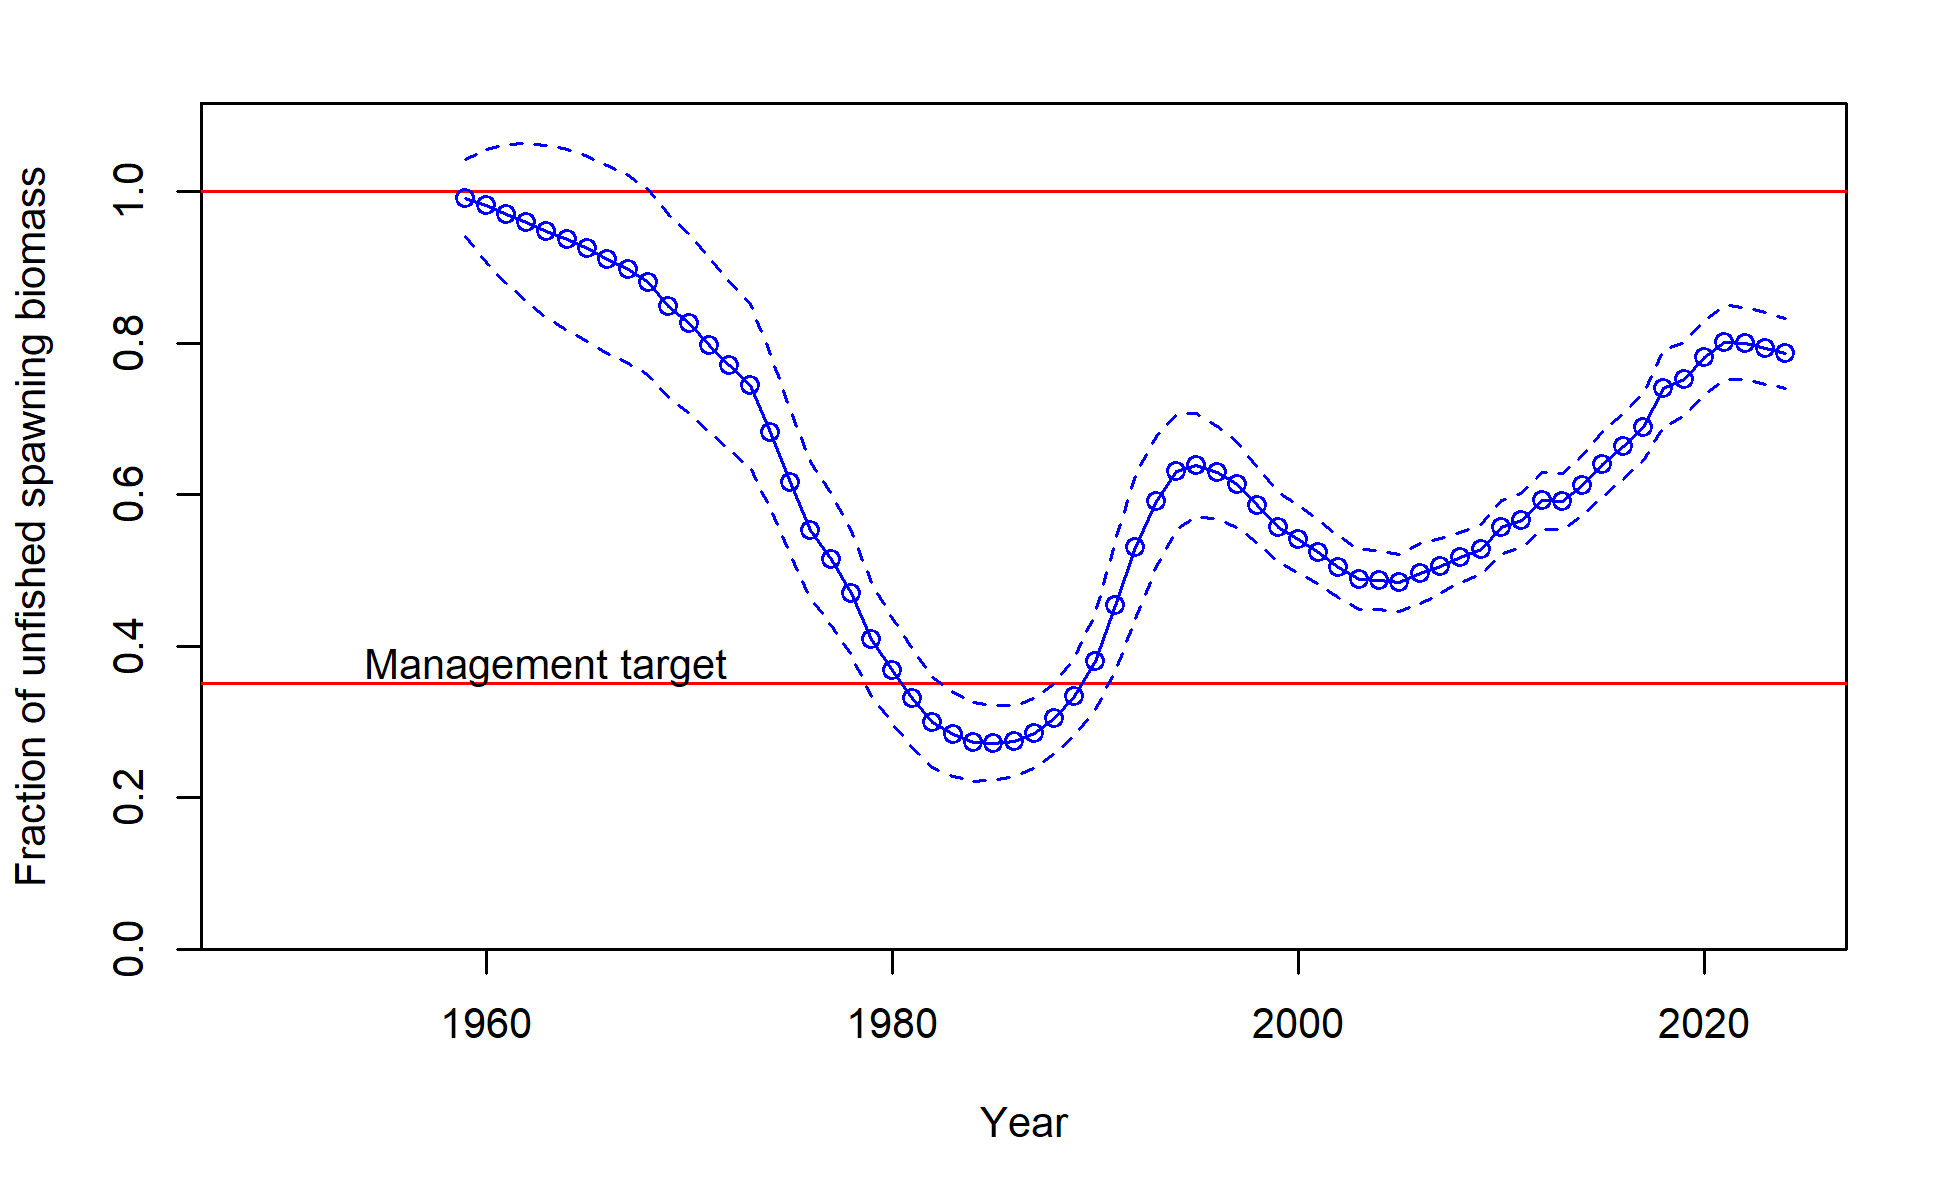 Fraction of unfished spawning biomass
1.0
0.8
0.6
0.4
0.2
0.0
Management target
1960 1980 2000 2020
Year